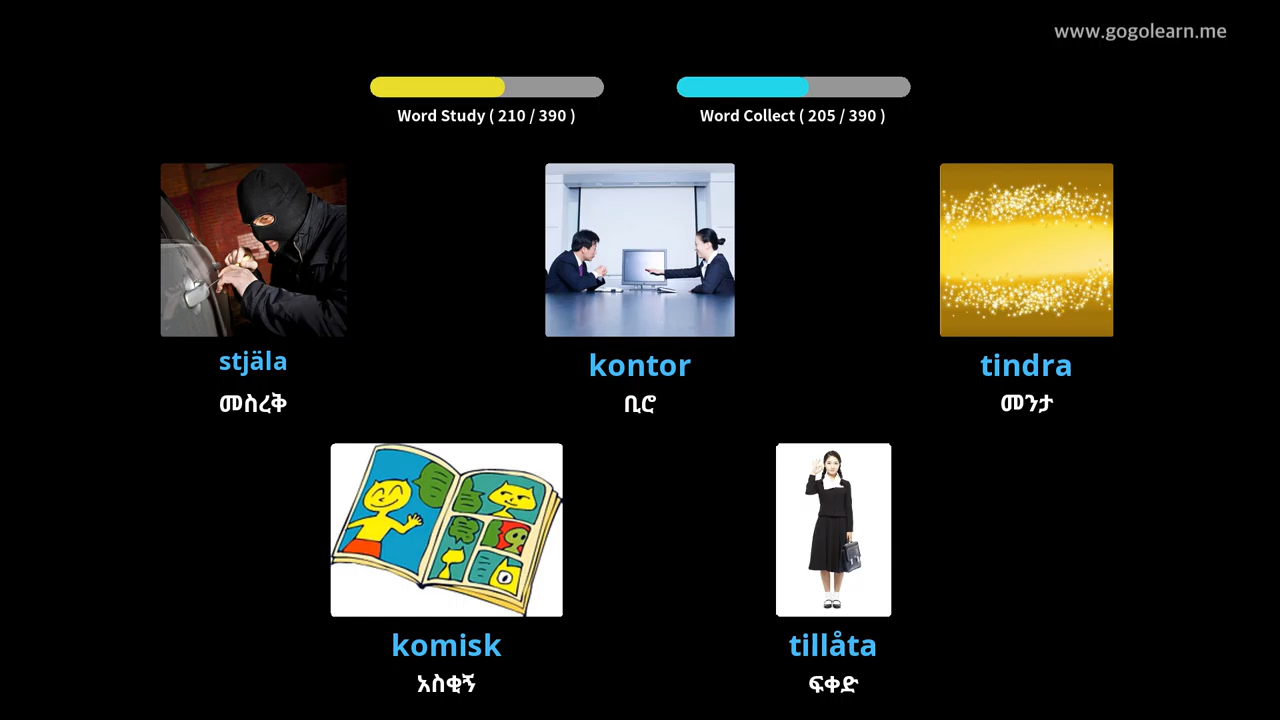 www.gogolearn.me
Word Study ( 210 / 390 )
Word Collect ( 205 / 390 )
stjäla
መስረቅ
kontor
ቢሮ
tindra
መንታ
komisk
አስቂኝ
tillåta
ፍቀድ